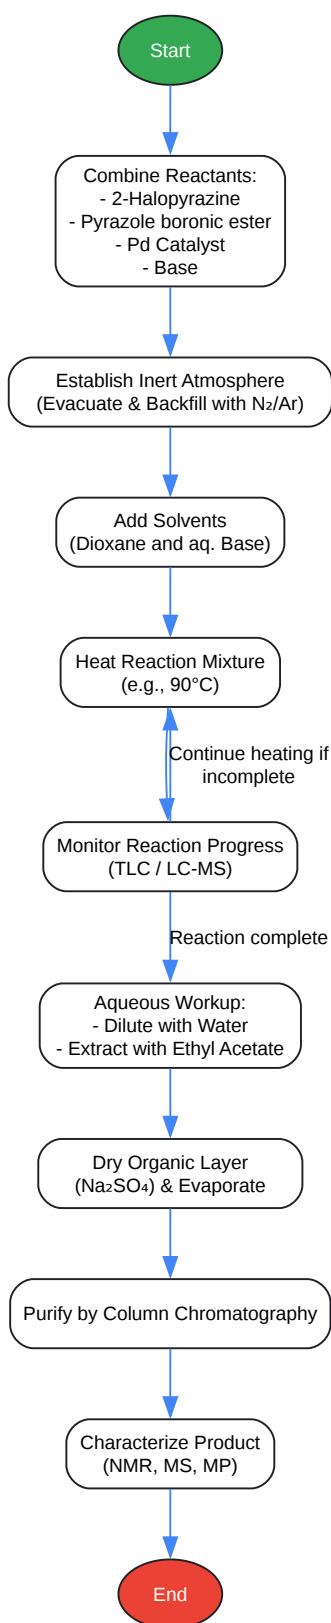 Start
Combine Reactants:
- 2-Halopyrazine
- Pyrazole boronic ester
- Pd Catalyst
- Base
Establish Inert Atmosphere
(Evacuate & Backfill with N₂/Ar)
Add Solvents
(Dioxane and aq. Base)
Heat Reaction Mixture
(e.g., 90°C)
Continue heating if
incomplete
Monitor Reaction Progress
(TLC / LC-MS)
Reaction complete
Aqueous Workup:
- Dilute with Water
- Extract with Ethyl Acetate
Dry Organic Layer
(Na₂SO₄) & Evaporate
Purify by Column Chromatography
Characterize Product
(NMR, MS, MP)
End